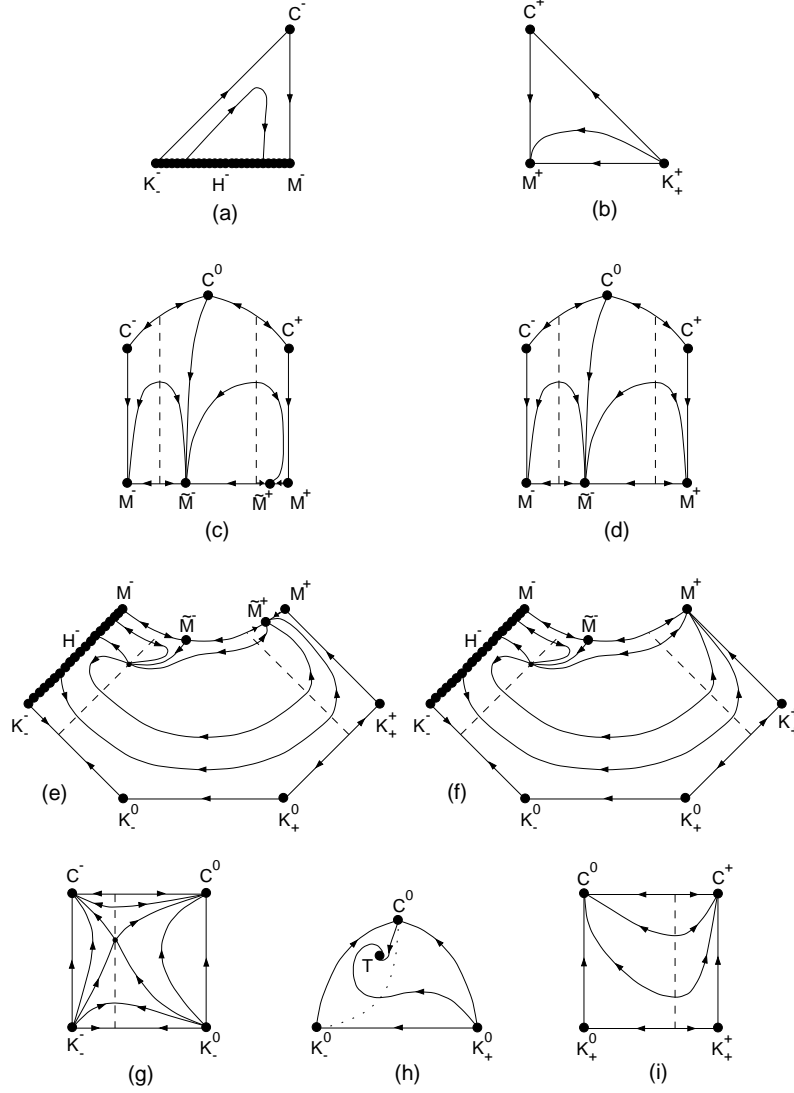 C⁻
C⁺
K₋⁻ H⁻ M⁻
M⁺ K₊⁺
(a)
(b)
C⁰
C⁰
C⁻ C⁺
C⁻ C⁺
M⁻ M̃⁻ M̃⁺ M⁺
M⁻ M̃⁻ M⁺
(c)
(d)
M⁻ M̃⁻ M̃⁺ M⁺
M⁻ M̃⁻ M⁺
H⁻
H⁻
K₋⁻ K₊⁺
K₋⁻
(e)
(f)
K₋⁰ K₊⁰
K₋⁰ K₊⁰
C⁻ C⁰
C⁰
C⁰ C⁺
T
K₋⁻ K₋⁰
K₋⁰ K₊⁰
K₊⁰ K₊⁺
(g)
(h)
(i)